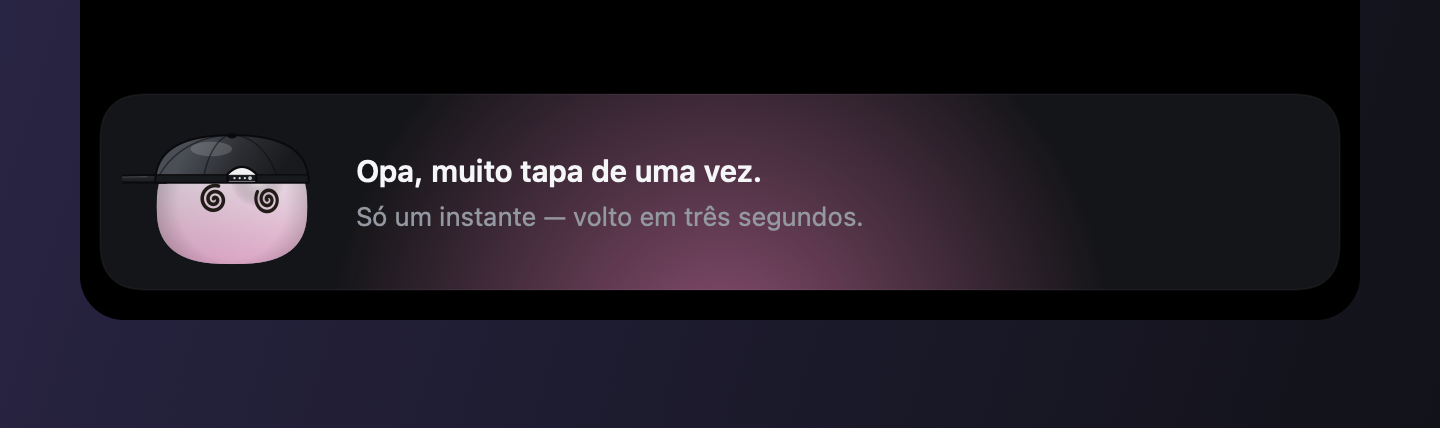 Opa, muito tapa de uma vez.
Só um instante — volto em três segundos.